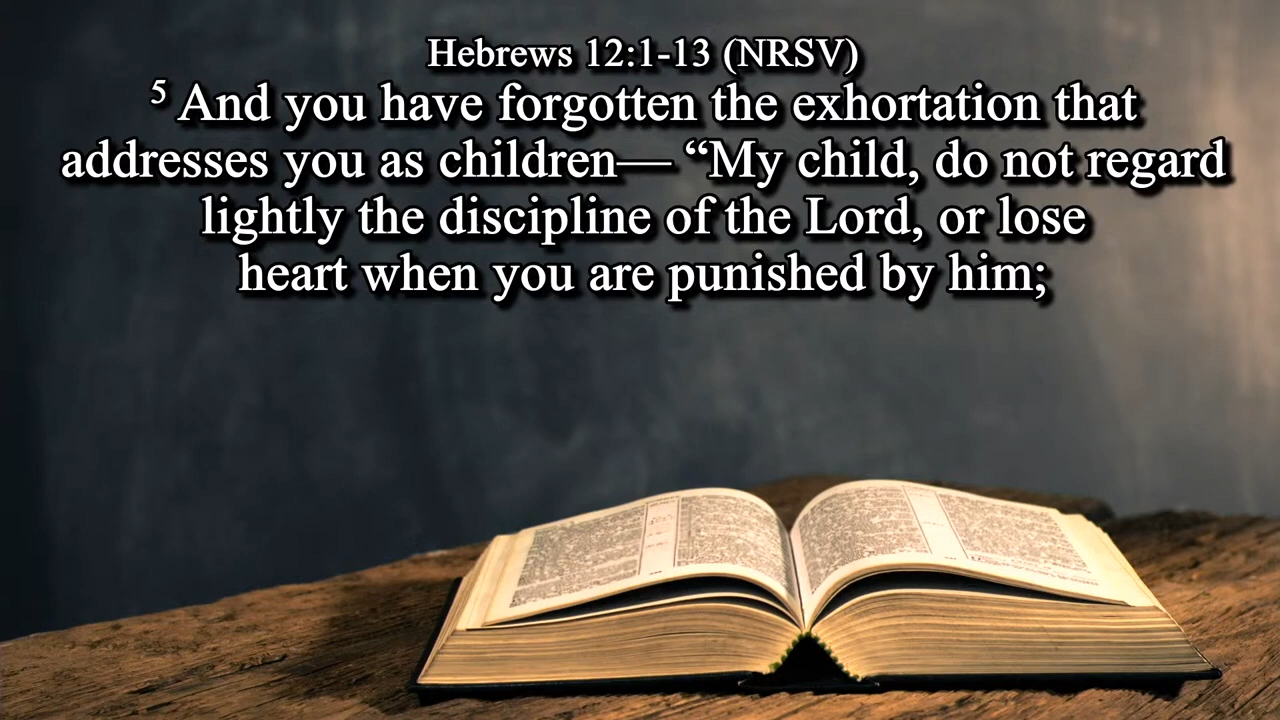 Hebrews 12:1-13 (NRSV)
5 And you have forgotten the exhortation that
addresses you as children— “My child, do not regard
lightly the discipline of the Lord, or lose
heart when you are punished by him;